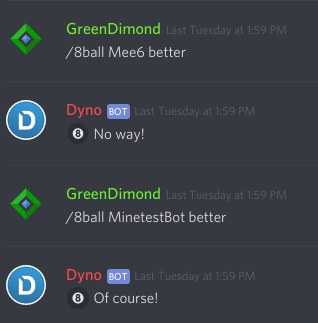 GreenDimond Last Tuesday at 1:59 PM
/8ball Mee6 better
Dyno BOT Last Tuesday at 1:59 PM
8 No way!
GreenDimond Last Tuesday at 1:59 PM
/8ball MinetestBot better
Dyno BOT Last Tuesday at 1:59 PM
8 Of course!